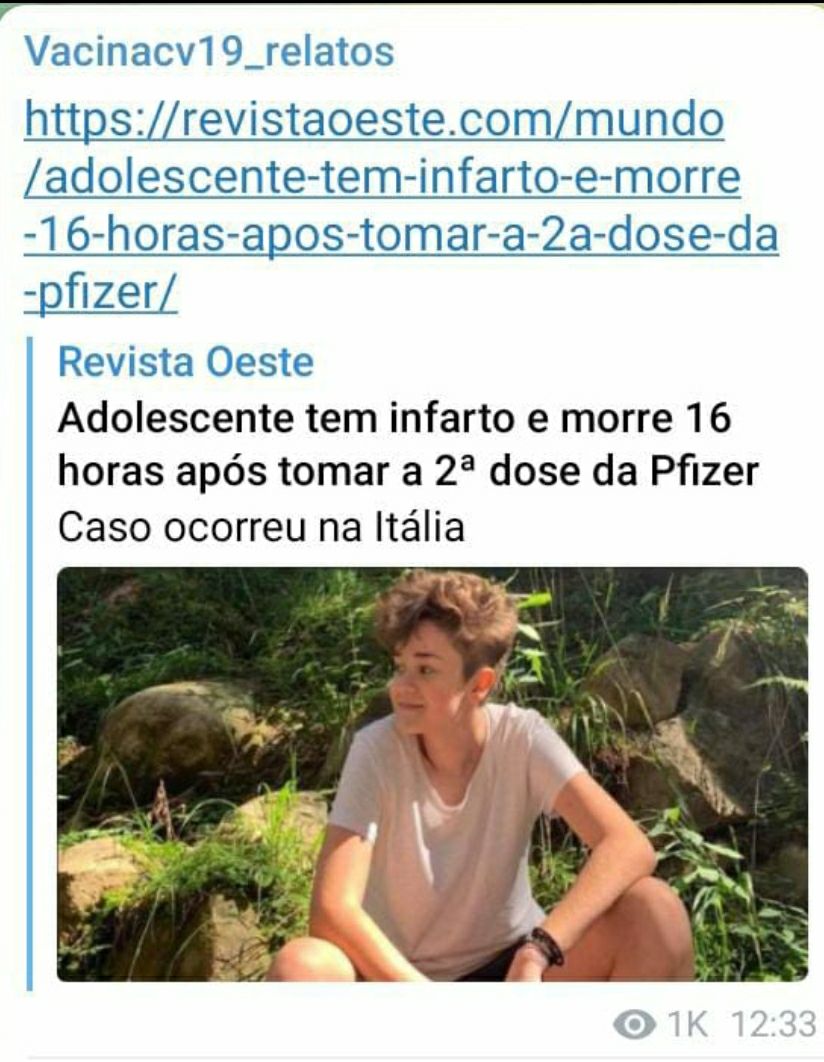 Vacinacv19_relatos
https://revistaoeste.com/mundo
/adolescente-tem-infarto-e-morre
-16-horas-apos-tomar-a-2a-dose-da
-pfizer/
Revista Oeste
Adolescente tem infarto e morre 16
horas após tomar a 2ª dose da Pfizer
Caso ocorreu na Itália
1K 12:33